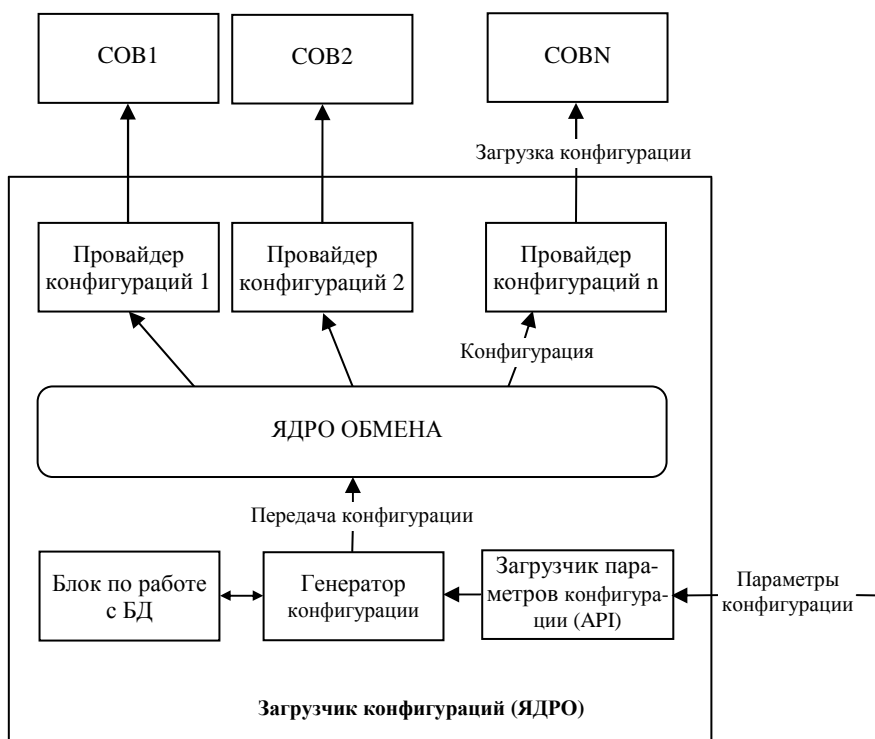 СОВ1
СОВ2
СОВN
Загрузка конфигурации
Провайдер
конфигураций 1
Провайдер
конфигураций 2
Провайдер
конфигураций n
Конфигурация
ЯДРО ОБМЕНА
Передача конфигурации
Блок по работе
с БД
Генератор
конфигурации
Загрузчик пара-
метров конфигура-
ции (API)
Параметры
конфигурации
Загрузчик конфигураций (ЯДРО)